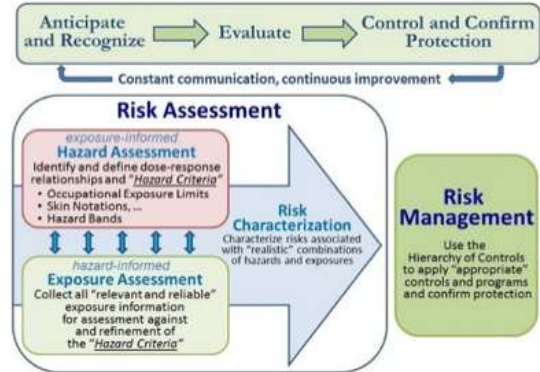 Anticipate
and Recognize
Evaluate
Control and Confirm
Protection
Constant communication, continuous improvement
Risk Assessment
exposure-informed
Hazard Assessment
Identify and define dose-response
relationships and "Hazard Criteria"
• Occupational Exposure Limits
• Skin Notations, ...
• Hazard Bands
hazard-informed
Exposure Assessment
Collect all "relevant and reliable"
exposure information
for assessment against
and refinement of
the "Hazard Criteria"
Risk
Characterization
Characterize risks associated
with "realistic" combinations
of hazards and exposures
Risk
Management
Use the
Hierarchy of Controls
to apply "appropriate"
controls and programs
and confirm protection